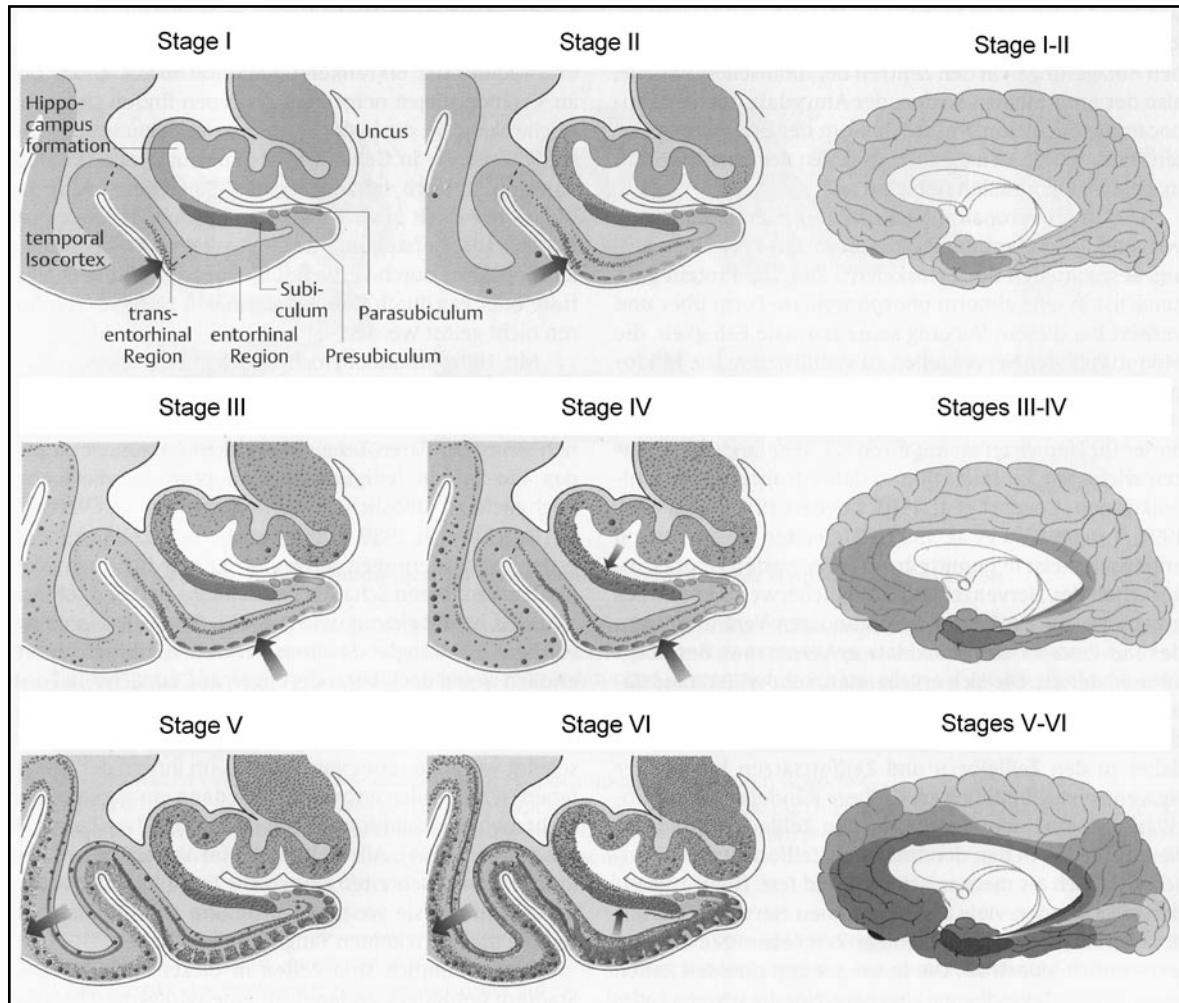 Stage I
Stage II
Stage I-II
Hippo-
campus
formation
Uncus
temporal
Isocortex
trans-
entorhinal
Region
entorhinal
Region
Subi-
culum
Parasubiculum
Presubiculum
Stage III
Stage IV
Stages III-IV
Stage V
Stage VI
Stages V-VI